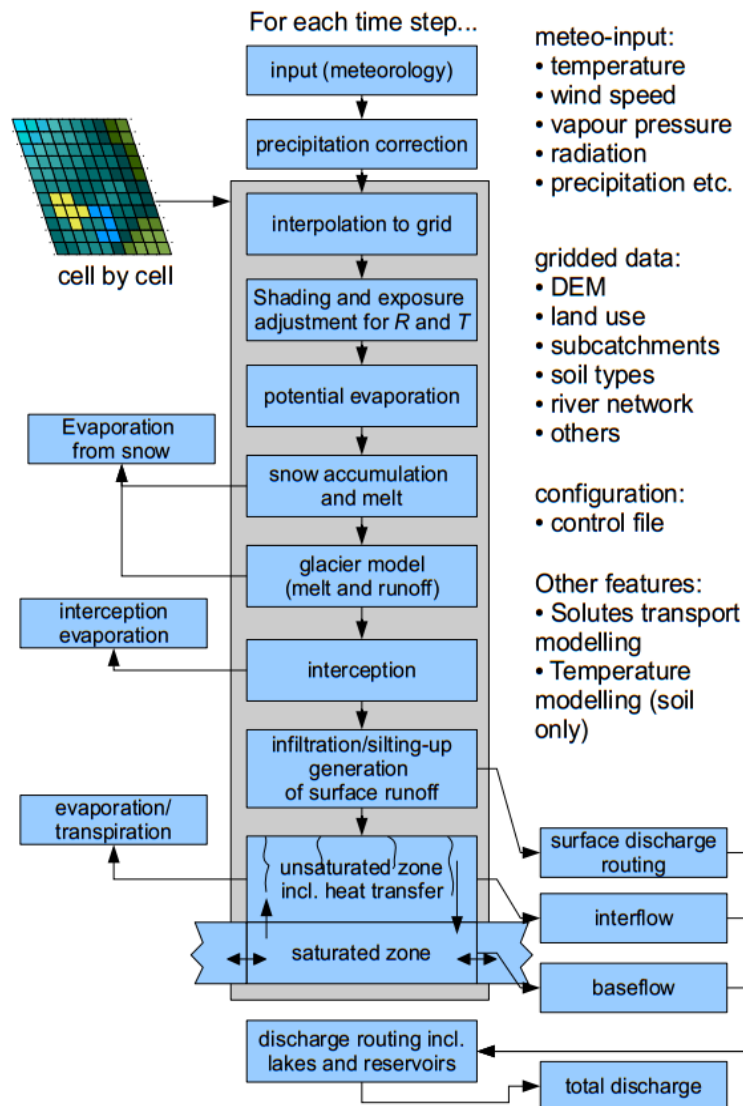 For each time step...
input (meteorology)
precipitation correction
cell by cell
interpolation to grid
Shading and exposure
adjustment for R and T
potential evaporation
Evaporation
from snow
snow accumulation
and melt
glacier model
(melt and runoff)
interception
evaporation
interception
infiltration/silting-up
generation
of surface runoff
evaporation/
transpiration
unsaturated zone
incl. heat transfer
saturated zone
surface discharge
routing
interflow
baseflow
discharge routing incl.
lakes and reservoirs
total discharge
meteo-input:
• temperature
• wind speed
• vapour pressure
• radiation
• precipitation etc.
gridded data:
• DEM
• land use
• subcatchments
• soil types
• river network
• others
configuration:
• control file
Other features:
• Solutes transport
modelling
• Temperature
modelling (soil
only)